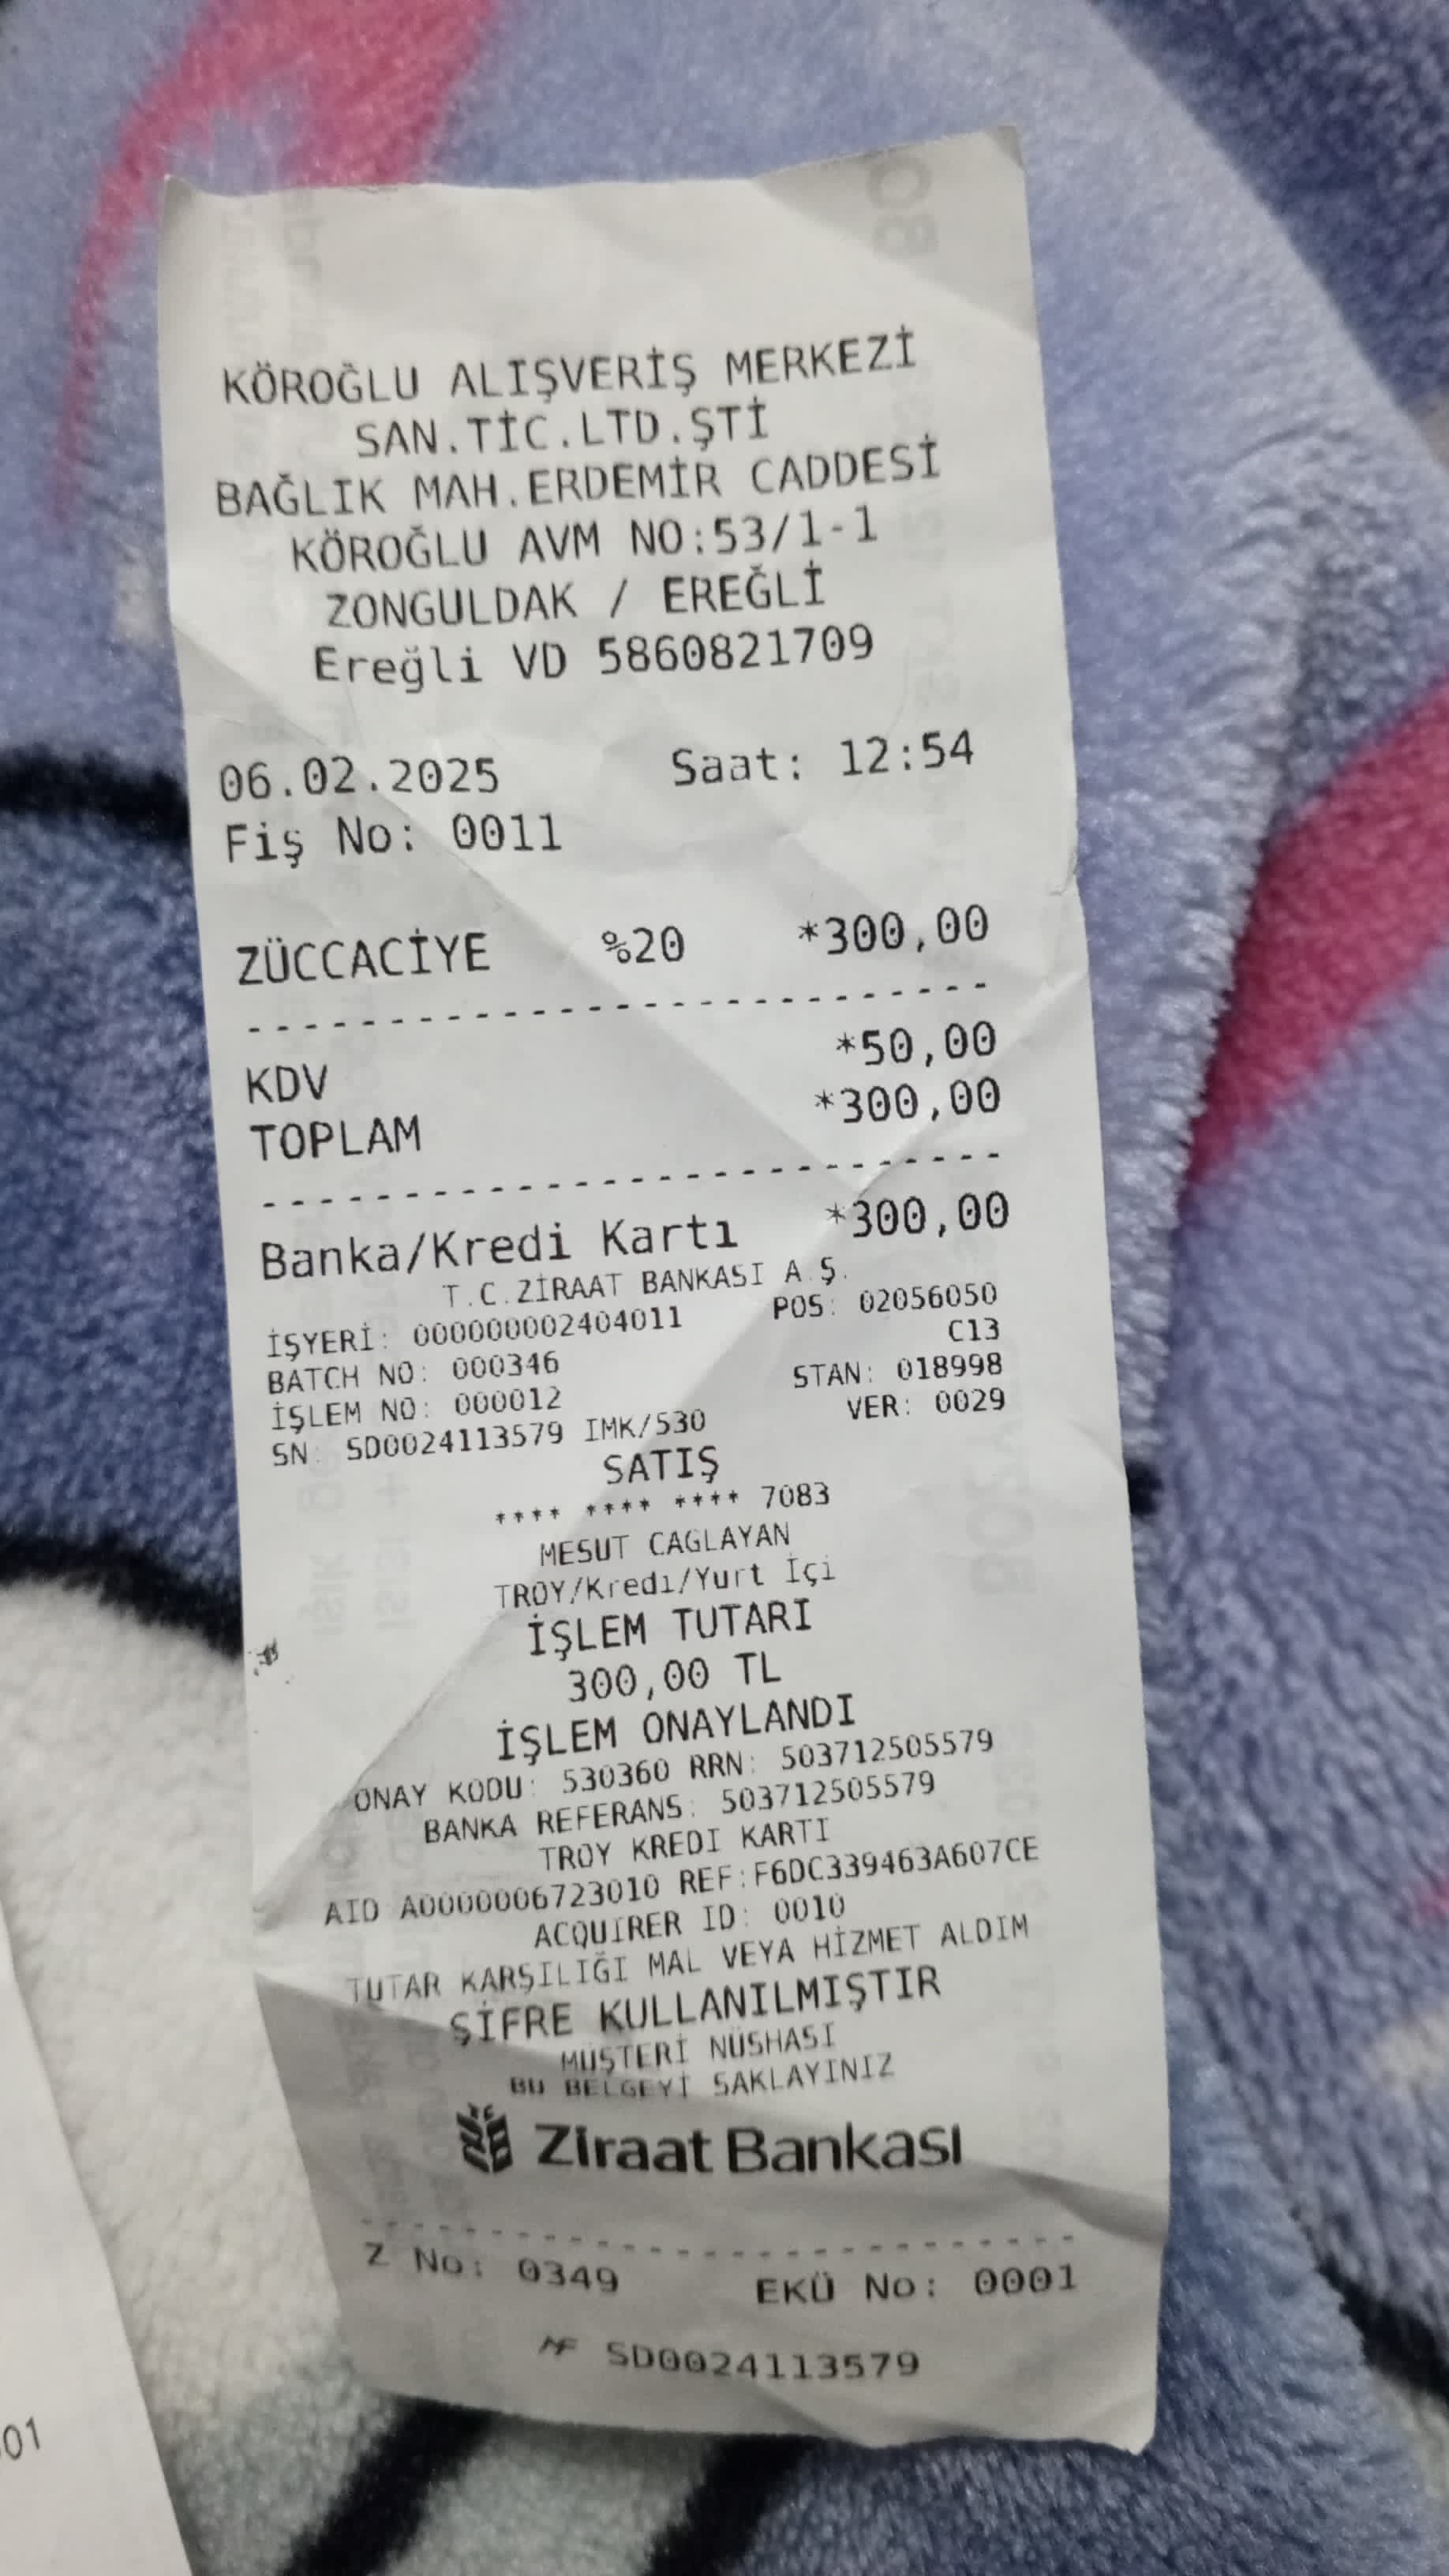 KÖROĞLU ALIŞVERİŞ MERKEZİ
SAN.TİC.LTD.ŞTİ
BAĞLIK MAH.ERDEMİR CADDESİ
KÖROĞLU AVM NO:53/1-1
ZONGULDAK / EREĞLİ
Ereğli VD 5860821709
06.02.2025 Saat: 12:54
Fiş No: 0011
ZÜCCACİYE %20 *300,00
KDV *50,00
TOPLAM *300,00
Banka/Kredi Kartı *300,00
T.C.ZİRAAT BANKASI A.Ş.
İŞYERİ: 000000002404011 POS: 02056050
C13
BATCH NO: 000346 STAN: 018998
İŞLEM NO: 000012 VER: 0029
SN: SD0024113579 IMK/530
SATIŞ
**** **** **** 7083
MESUT CAGLAYAN
TROY/Kredi/Yurt İçi
İŞLEM TUTARI
300,00 TL
İŞLEM ONAYLANDI
ONAY KODU: 530360 RRN: 503712505579
BANKA REFERANS: 503712505579
TROY KREDI KARTI
AID A0000006723010 REF:F6DC339463A607CE
ACQUIRER ID: 0010
TUTAR KARŞILIĞI MAL VEYA HİZMET ALDIM
ŞİFRE KULLANILMIŞTIR
MÜŞTERİ NÜSHASI
BU BELGEYİ SAKLAYINIZ
Ziraat Bankası
Z No: 0349 EKÜ No: 0001
MF SD0024113579
01